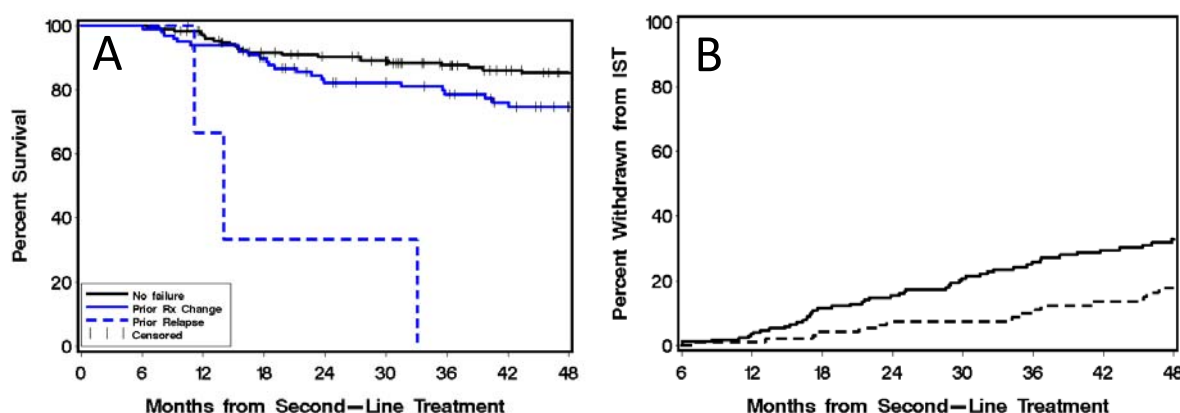 A
Percent Survival
100
80
60
40
20
0
No failure
Prior Rx Change
Prior Relapse
Censored
0 6 12 18 24 30 36 42 48
Months from Second-Line Treatment
B
Percent Withdrawn from IST
100
80
60
40
20
0
6 12 18 24 30 36 42 48
Months from Second-Line Treatment